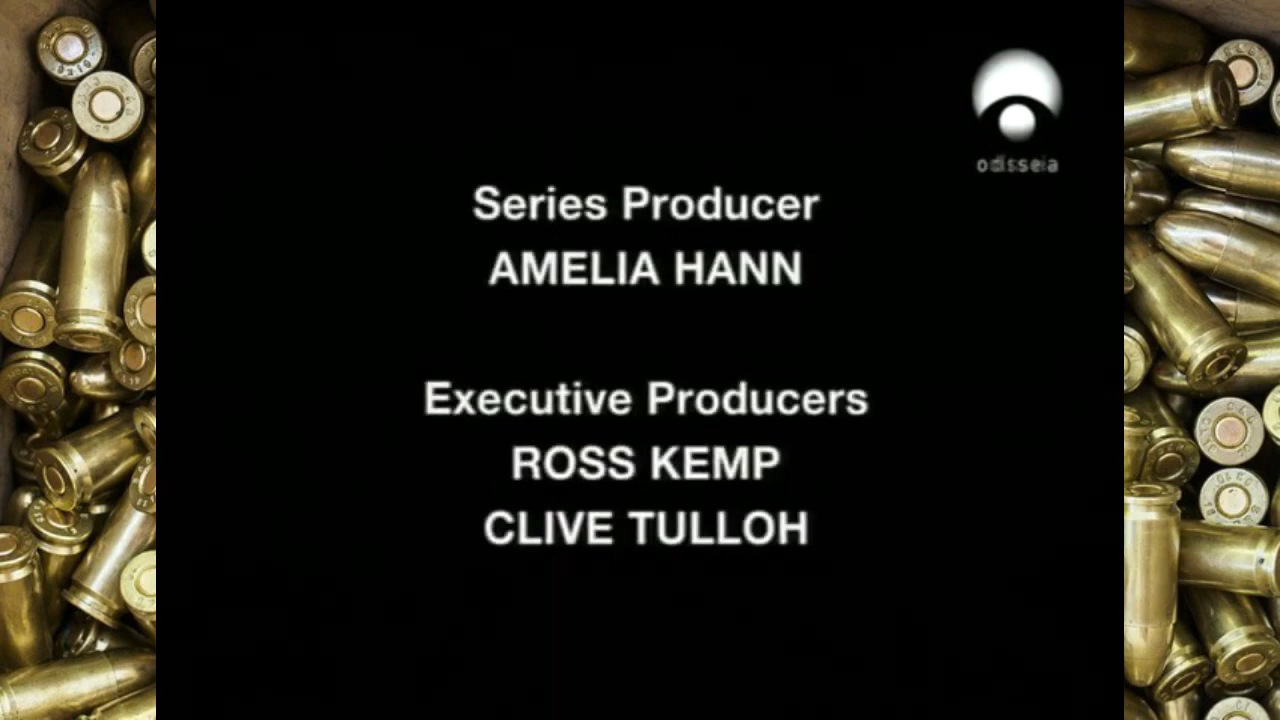 odisseia
Series Producer
AMELIA HANN
Executive Producers
ROSS KEMP
CLIVE TULLOH